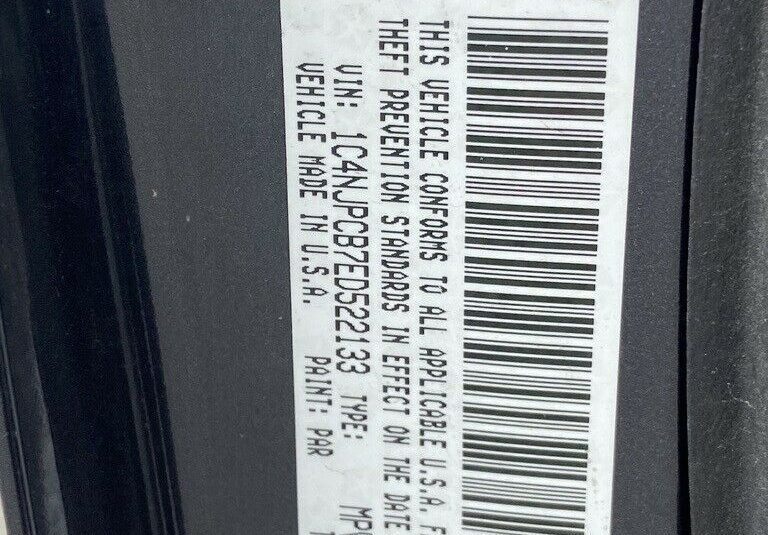 THIS VEHICLE CONFORMS TO ALL APPLICABLE U.S.A. F
THEFT PREVENTION STANDARDS IN EFFECT ON THE DATE
VIN: 1C4NJPCB7ED522133 TYPE: MP
VEHICLE MADE IN U.S.A. PAINT: PAR